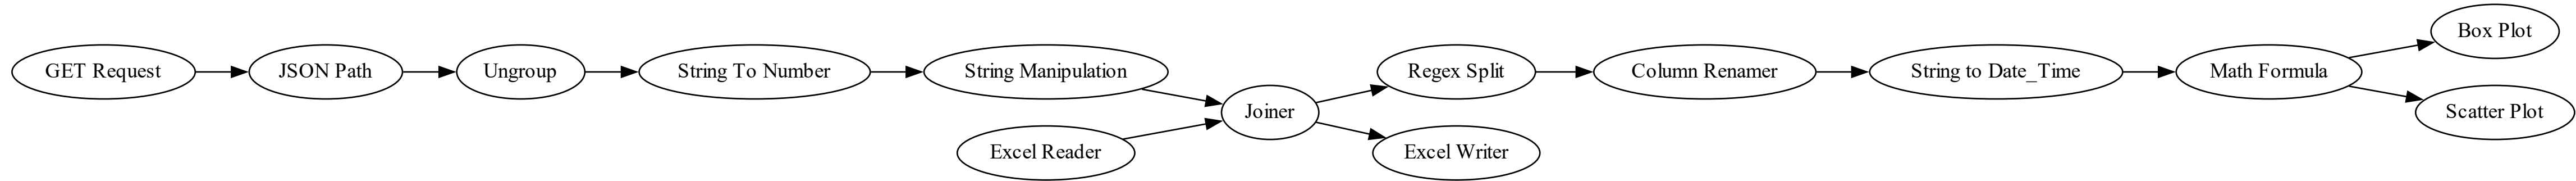 GET Request
JSON Path
Ungroup
String To Number
String Manipulation
Excel Reader
Joiner
Regex Split
Excel Writer
Column Renamer
String to Date_Time
Math Formula
Box Plot
Scatter Plot